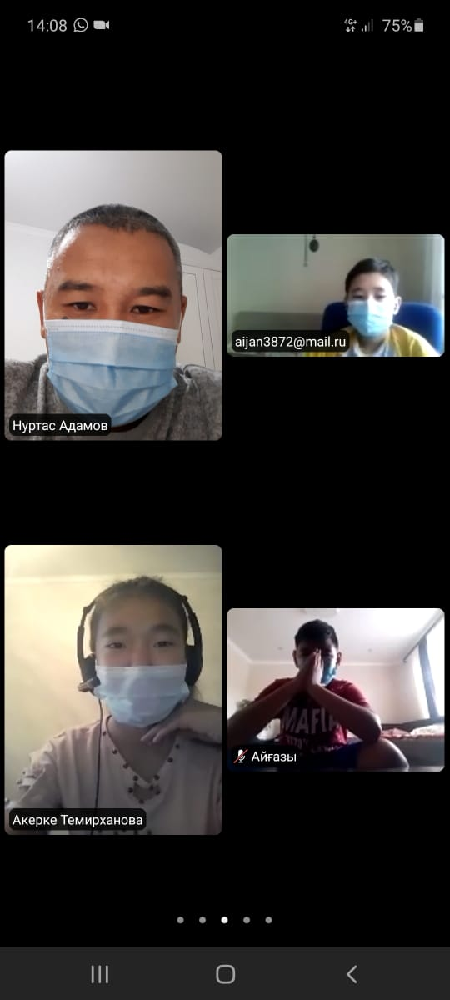 14:08
4G+
75%
Нуртас Адамов
aijan3872@mail.ru
Акерке Темирханова
MAFIA
Айғазы